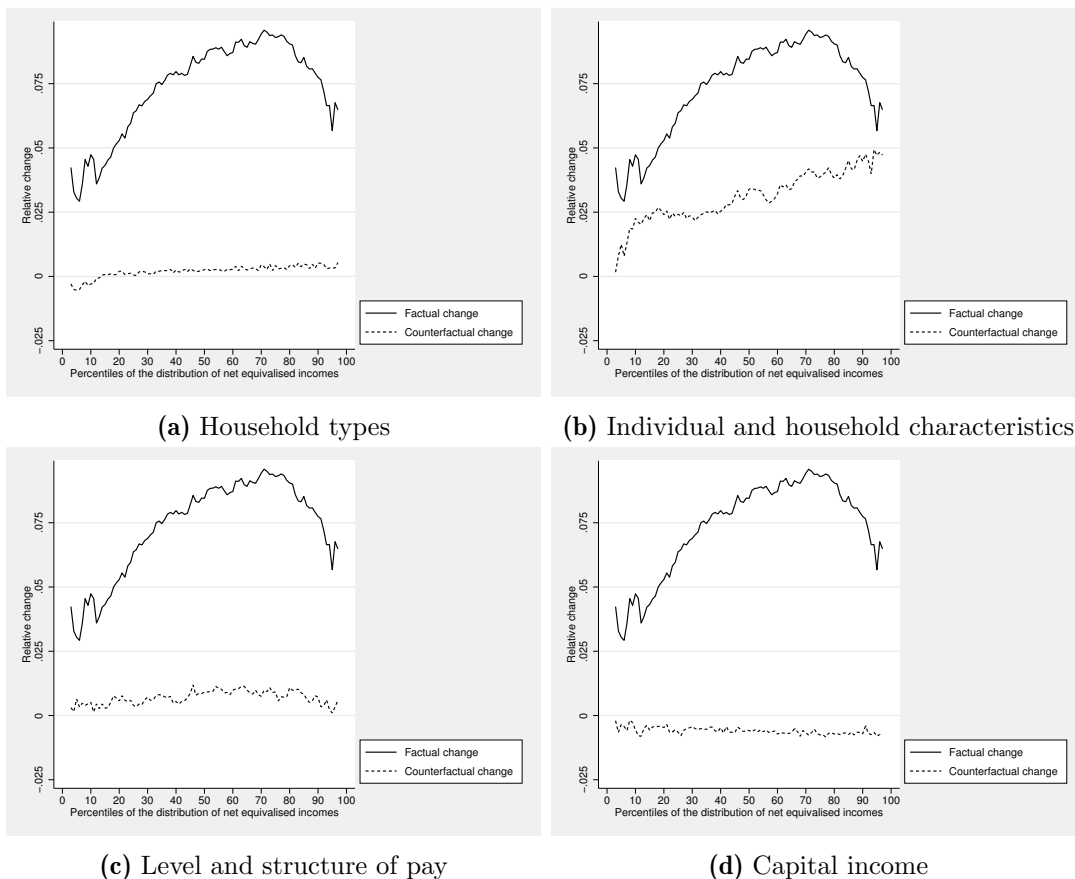 Relative change
-.025 0 .025 .05 .075
0 10 20 30 40 50 60 70 80 90 100
Percentiles of the distribution of net equivalised incomes
Factual change
Counterfactual change
(a) Household types
Relative change
-.025 0 .025 .05 .075
0 10 20 30 40 50 60 70 80 90 100
Percentiles of the distribution of net equivalised incomes
Factual change
Counterfactual change
(b) Individual and household characteristics
Relative change
-.025 0 .025 .05 .075
0 10 20 30 40 50 60 70 80 90 100
Percentiles of the distribution of net equivalised incomes
Factual change
Counterfactual change
(c) Level and structure of pay
Relative change
-.025 0 .025 .05 .075
0 10 20 30 40 50 60 70 80 90 100
Percentiles of the distribution of net equivalised incomes
Factual change
Counterfactual change
(d) Capital income